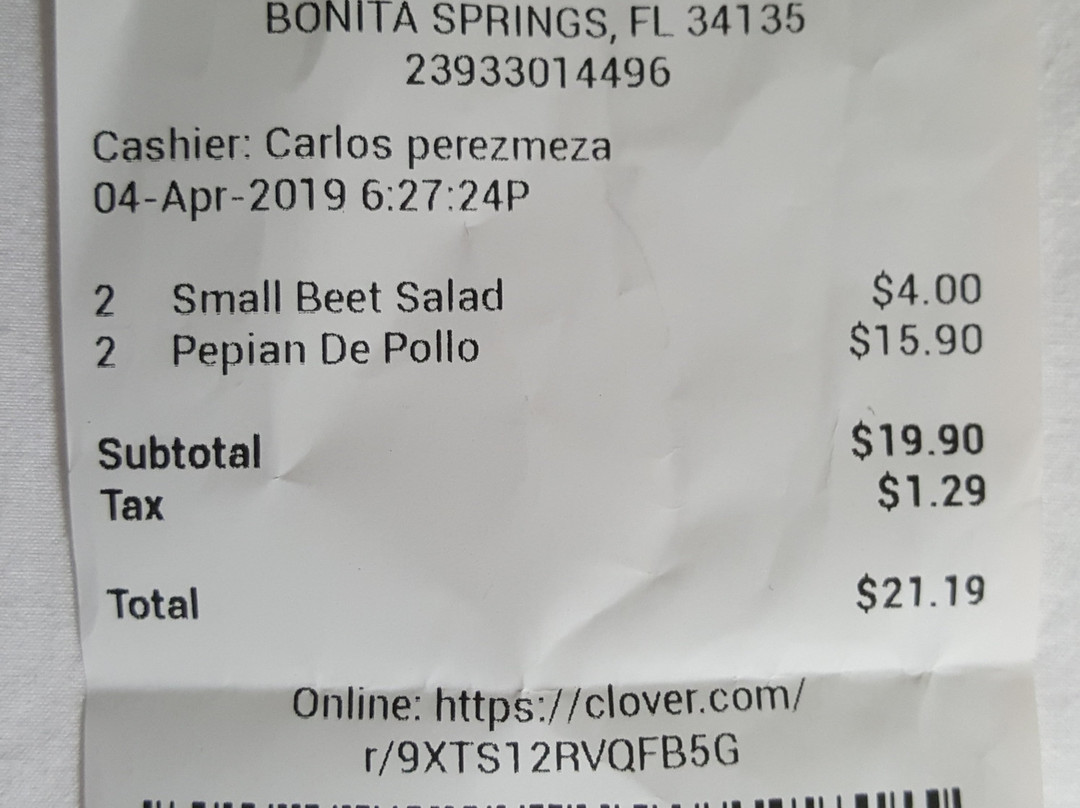 BONITA SPRINGS, FL 34135
23933014496
Cashier: Carlos perezmeza
04-Apr-2019 6:27:24P
2 Small Beet Salad $4.00
2 Pepian De Pollo $15.90
Subtotal $19.90
Tax $1.29
Total $21.19
Online: https://clover.com/
r/9XTS12RVQFB5G